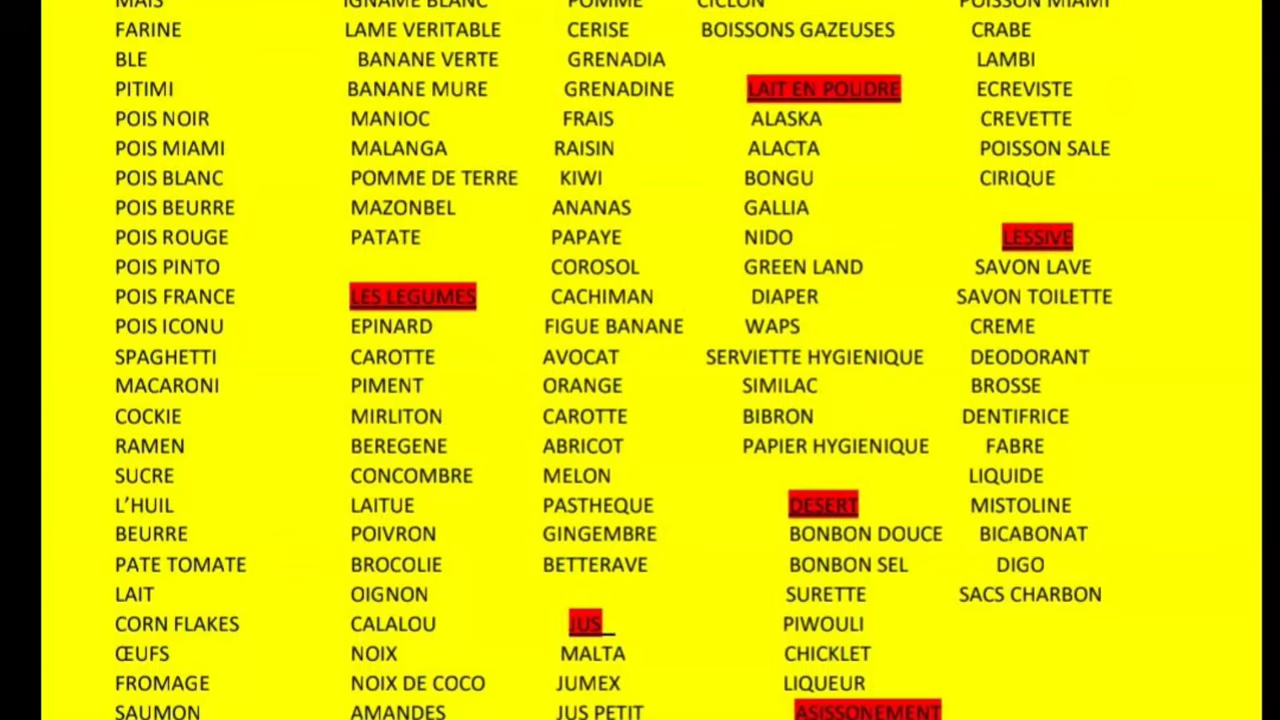 MAIS IGNAME BLANC POMME CICLON POISSON MIAMI
FARINE LAME VERITABLE CERISE BOISSONS GAZEUSES CRABE
BLE BANANE VERTE GRENADIA LAMBI
PITIMI BANANE MURE GRENADINE LAIT EN POUDRE ECREVISTE
POIS NOIR MANIOC FRAIS ALASKA CREVETTE
POIS MIAMI MALANGA RAISIN ALACTA POISSON SALE
POIS BLANC POMME DE TERRE KIWI BONGU CIRIQUE
POIS BEURRE MAZONBEL ANANAS GALLIA
POIS ROUGE PATATE PAPAYE NIDO LESSIVE
POIS PINTO COROSOL GREEN LAND SAVON LAVE
POIS FRANCE LES LEGUMES CACHIMAN DIAPER SAVON TOILETTE
POIS ICONU EPINARD FIGUE BANANE WAPS CREME
SPAGHETTI CAROTTE AVOCAT SERVIETTE HYGIENIQUE DEODORANT
MACARONI PIMENT ORANGE SIMILAC BROSSE
COCKIE MIRLITON CAROTTE BIBRON DENTIFRICE
RAMEN BEREGENE ABRICOT PAPIER HYGIENIQUE FABRE
SUCRE CONCOMBRE MELON LIQUIDE
L’HUIL LAITUE PASTHEQUE DESERT MISTOLINE
BEURRE POIVRON GINGEMBRE BONBON DOUCE BICABONAT
PATE TOMATE BROCOLIE BETTERAVE BONBON SEL DIGO
LAIT OIGNON SURETTE SACS CHARBON
CORN FLAKES CALALOU JUS PIWOULI
ŒUFS NOIX MALTA CHICKLET
FROMAGE NOIX DE COCO JUMEX LIQUEUR
SAUMON AMANDES JUS PETIT ASISSONEMENT